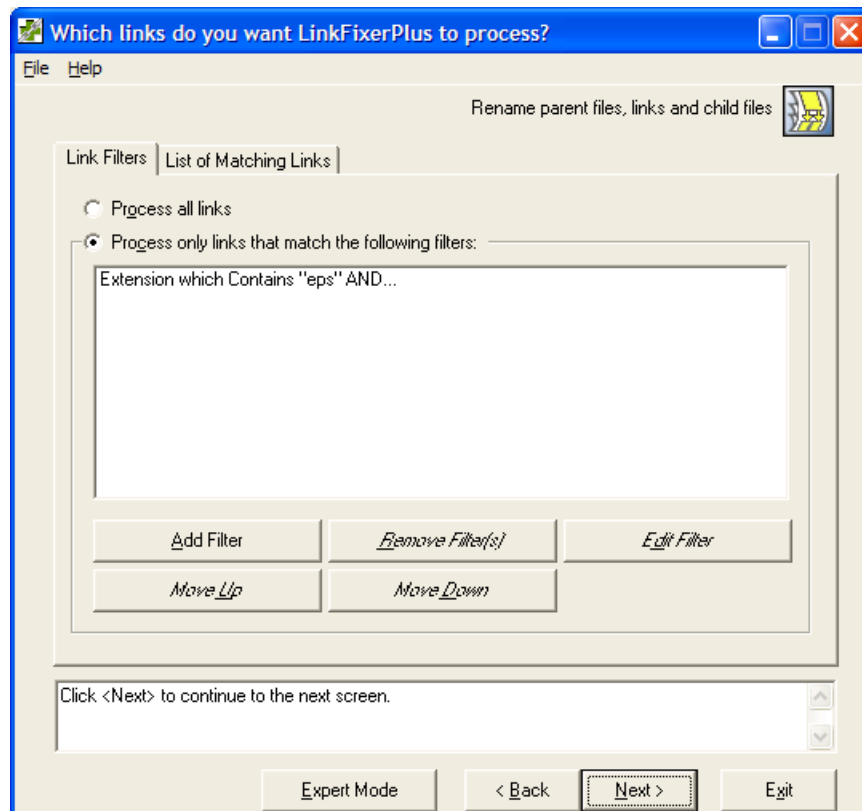 Which links do you want LinkFixerPlus to process?
File Help
Rename parent files, links and child files
Link Filters List of Matching Links
Process all links
Process only links that match the following filters:
Extension which Contains "eps" AND...
Add Filter Remove Filter(s) Edit Filter
Move Up Move Down
Click <Next> to continue to the next screen.
Expert Mode < Back Next > Exit